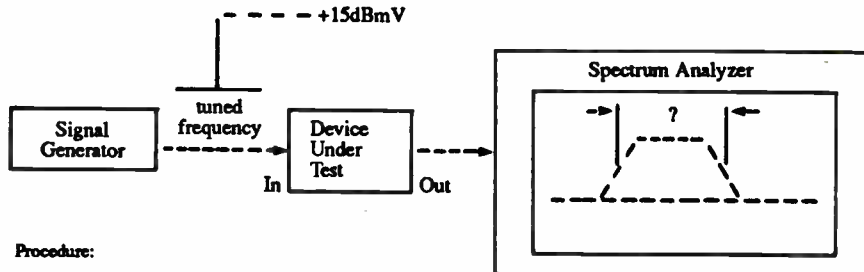 +15dBmV
Spectrum Analyzer
?
tuned
frequency
Signal
Generator
Device
Under
Test
In
Out
Procedure: